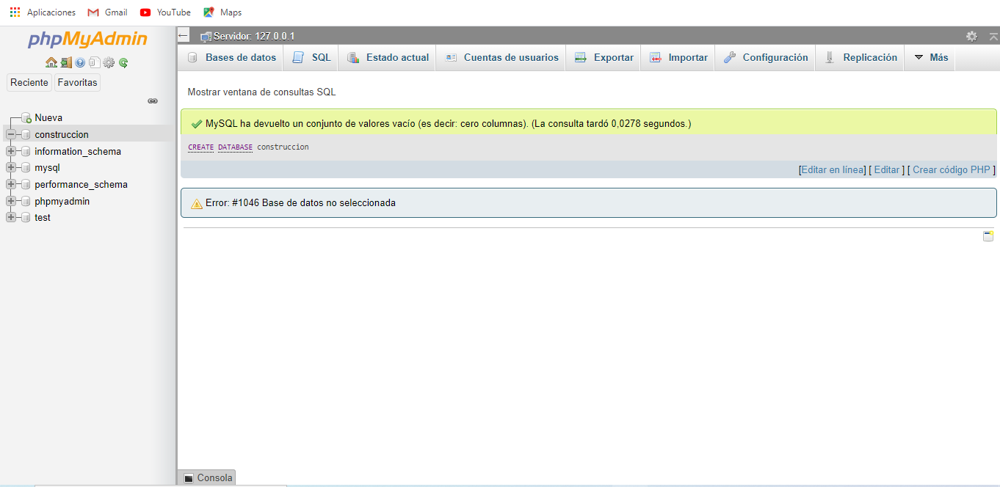 Aplicaciones Gmail YouTube Maps
phpMyAdmin
Reciente Favoritas
Nueva
construccion
information_schema
mysql
performance_schema
phpmyadmin
test
Servidor: 127.0.0.1
Bases de datos SQL Estado actual Cuentas de usuarios Exportar Importar Configuración Replicación Más
Mostrar ventana de consultas SQL
MySQL ha devuelto un conjunto de valores vacío (es decir: cero columnas). (La consulta tardó 0,0278 segundos.)
CREATE DATABASE construccion
[Editar en línea] [ Editar ] [ Crear código PHP ]
Error: #1046 Base de datos no seleccionada
Consola